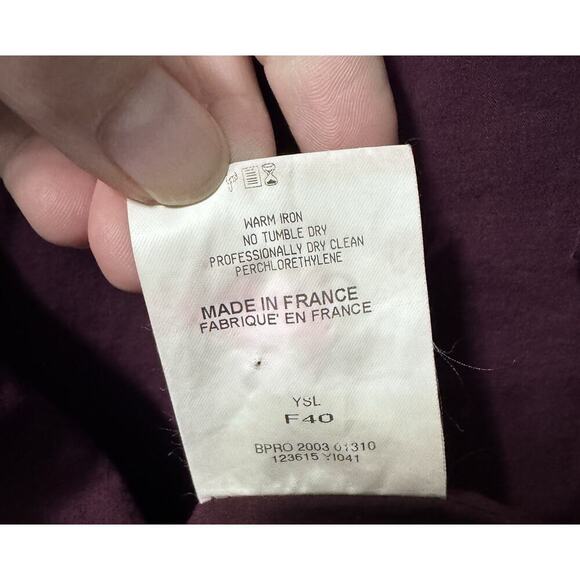 WARM IRON
NO TUMBLE DRY
PROFESSIONALLY DRY CLEAN
PERCHLORETHYLENE
MADE IN FRANCE
FABRIQUE' EN FRANCE
YSL
F40
BPRO 2003 01310
123615 YI041